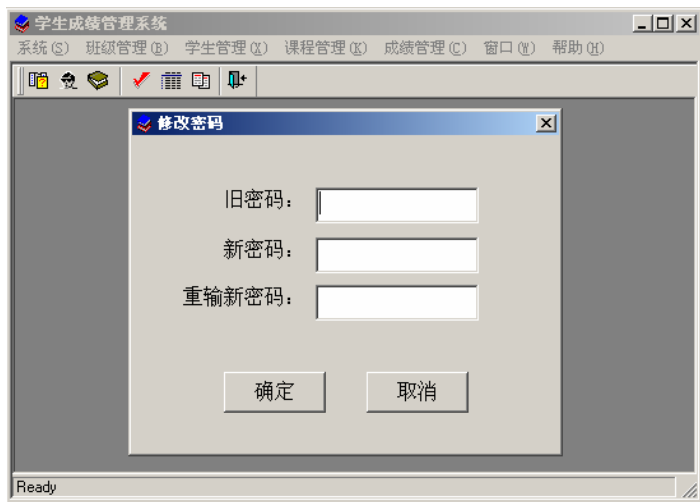 学生成绩管理系统
系统(S) 班级管理(B) 学生管理(X) 课程管理(K) 成绩管理(C) 窗口(W) 帮助(H)
修改密码
旧密码：
新密码：
重输新密码：
确定 取消
Ready